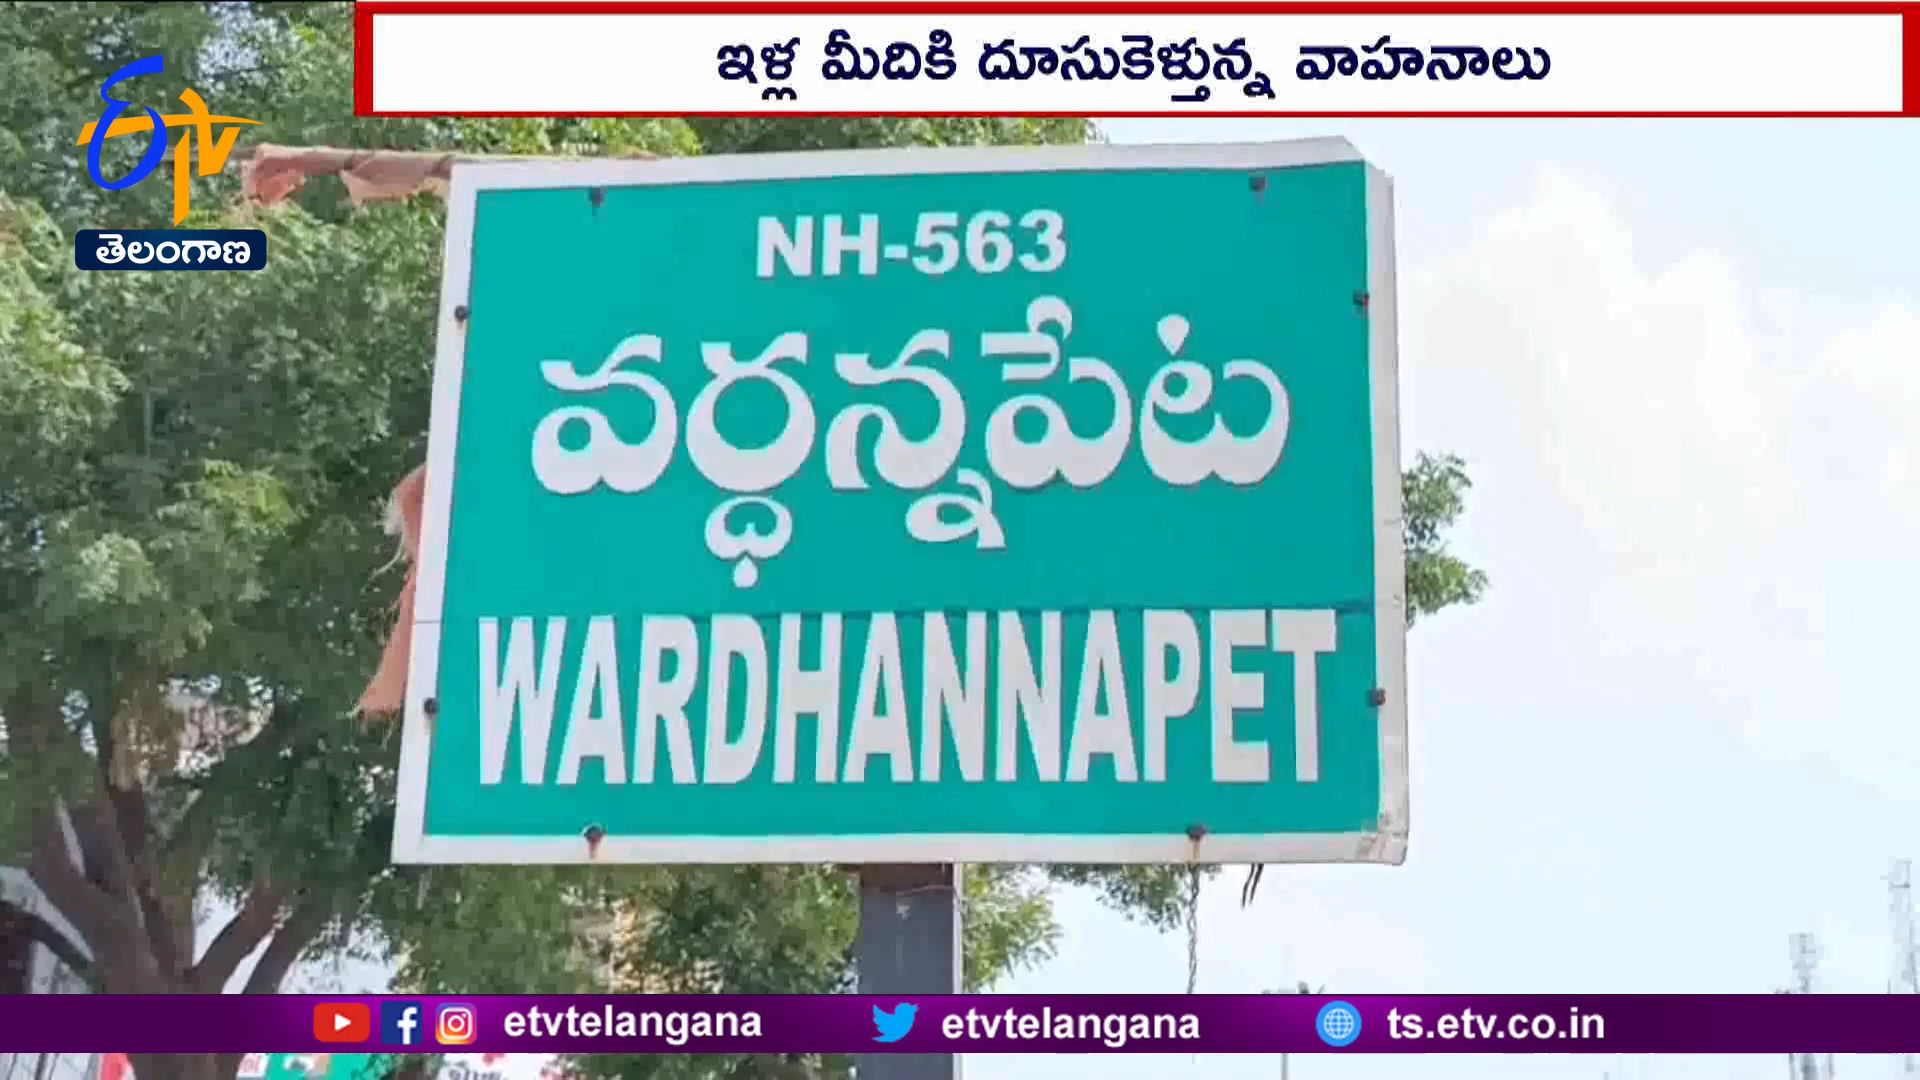 ఇళ్ల మీదికి దూసుకెళ్తున్న వాహనాలు
ETV
తెలంగాణ
NH-563
వర్ధన్నపేట
WARDHANNAPET
etvtelangana etvtelangana ts.etv.co.in